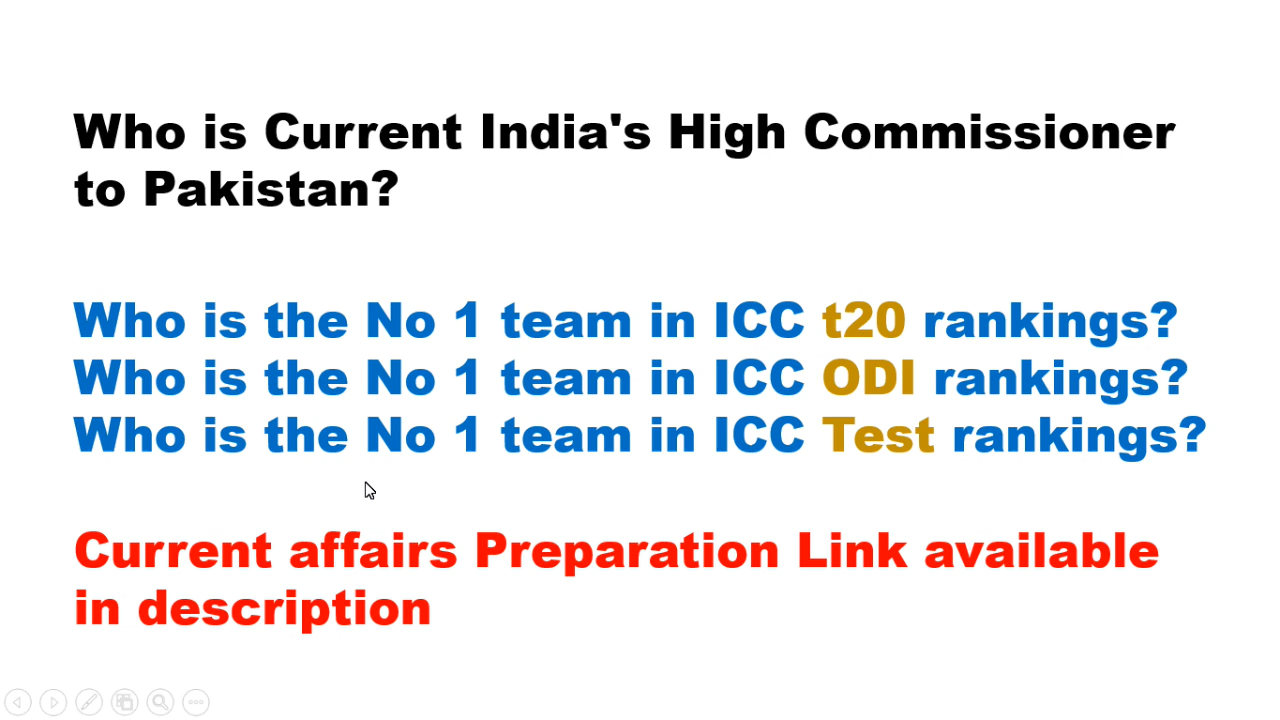 Who is Current India's High Commissioner
to Pakistan?
Who is the No 1 team in ICC t20 rankings?
Who is the No 1 team in ICC ODI rankings?
Who is the No 1 team in ICC Test rankings?
Current affairs Preparation Link available
in description